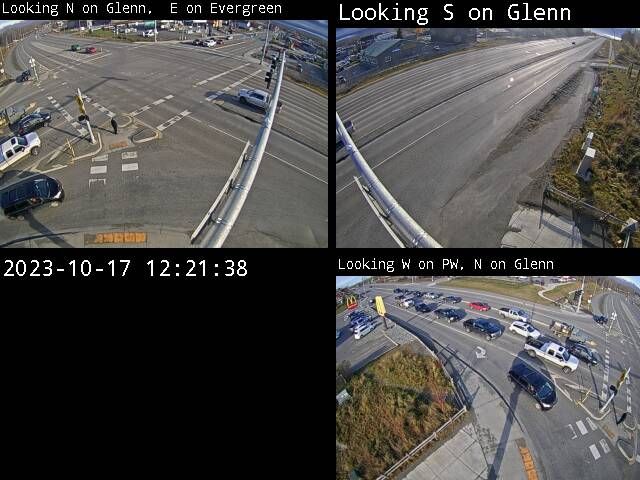 Looking N on Glenn, E on Evergreen
Looking S on Glenn
2023-10-17 12:21:38
Looking W on PW, N on Glenn